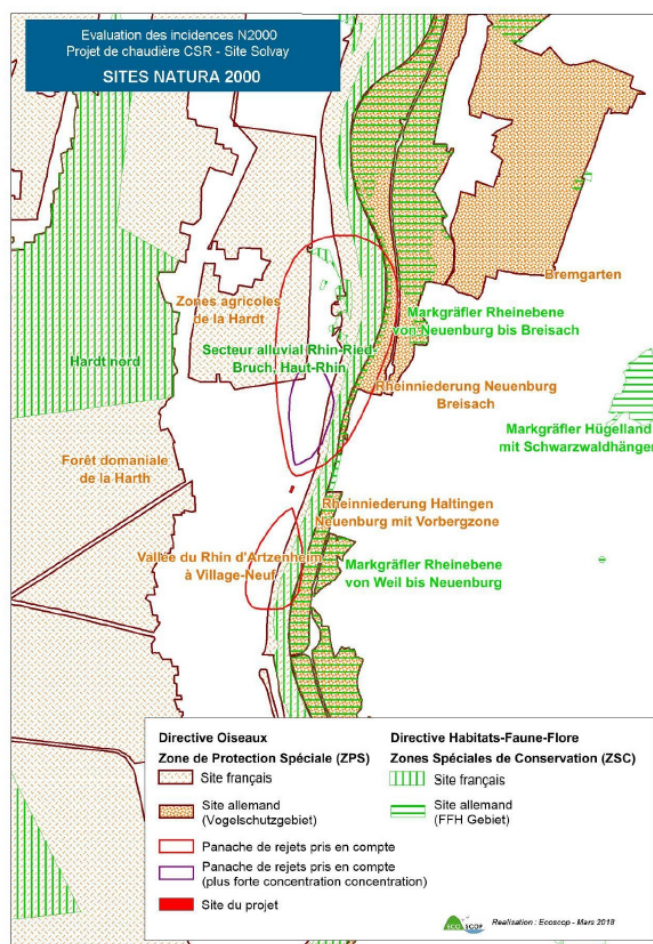 Evaluation des incidences N2000
Projet de chaudière CSR - Site Solvay
SITES NATURA 2000
Bremgarten
Zones agricoles
de la Hardt
Markgräfler Rheinebene
von Neuenburg bis Breisach
Secteur alluvial Rhin-Ried-
Bruch, Haut-Rhin
Hardt nord
Rheinniederung Neuenburg
Breisach
Markgräfler Hügelland
mit Schwarzwaldhängen
Forêt domaniale
de la Harth
Rheinniederung Haltingen
Neuenburg mit Vorbergzone
Vallée du Rhin d'Artzenheim
à Village-Neuf
Markgräfler Rheinebene
von Weil bis Neuenburg
Directive Oiseaux
Zone de Protection Spéciale (ZPS)
Site français
Site allemand
(Vogelschutzgebiet)
Panache de rejets pris en compte
Panache de rejets pris en compte
(plus forte concentration concentration)
Site du projet
Directive Habitats-Faune-Flore
Zones Spéciales de Conservation (ZSC)
Site français
Site allemand
(FFH Gebiet)
ECO SCOP
Realisation : Ecoscop - Mars 2018